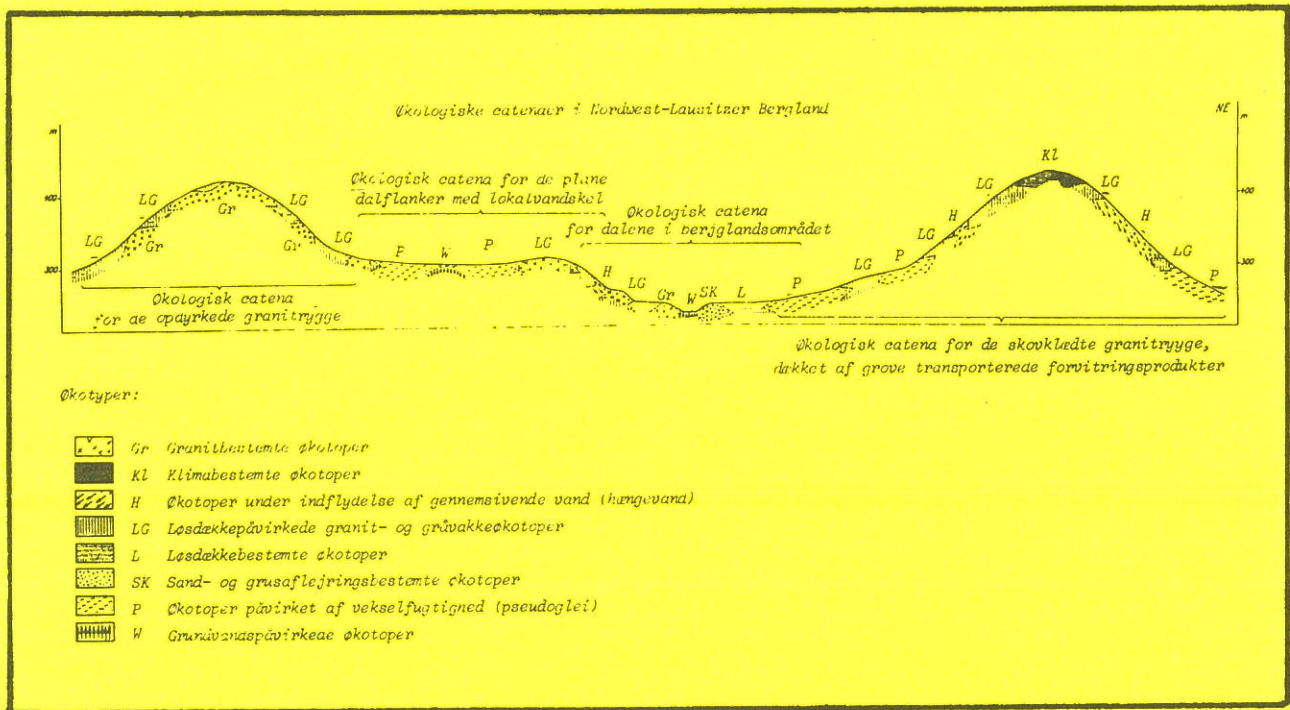 Økologiske catenaer i Nordwest-Lausitzer Bergland
NE
m
m
400
300
400
300
LG
LG
Gr
Gr
LG
Gr
LG
P
W
P
LG
H
LG
Gr
W
SK
L
P
LG
P
LG
H
LG
Kl
LG
H
LG
P
Økologisk catena for de plane
dalflanker med lokalvandskel
Økologisk catena
for dalene i berjglandsområdet
Økologisk catena
for de opdyrkede granitrygge
Økologisk catena for de skovklædte granitryyge,
dækket af grove transporterede forvitringsprodukter
Økotyper:
Gr Granitbestemte økotoper
Kl Klimabestemte økotoper
H Økotoper under indflydelse af gennemsivende vand (hængevand)
LG Løsdækkepåvirkede granit- og gråvakkeøkotoper
L Løsdækkebestemte økotoper
SK Sand- og grusaflejringsbestemte økotoper
P Økotoper påvirket af vekselfugtighed (pseudoglei)
W Grundvandspåvirkede økotoper